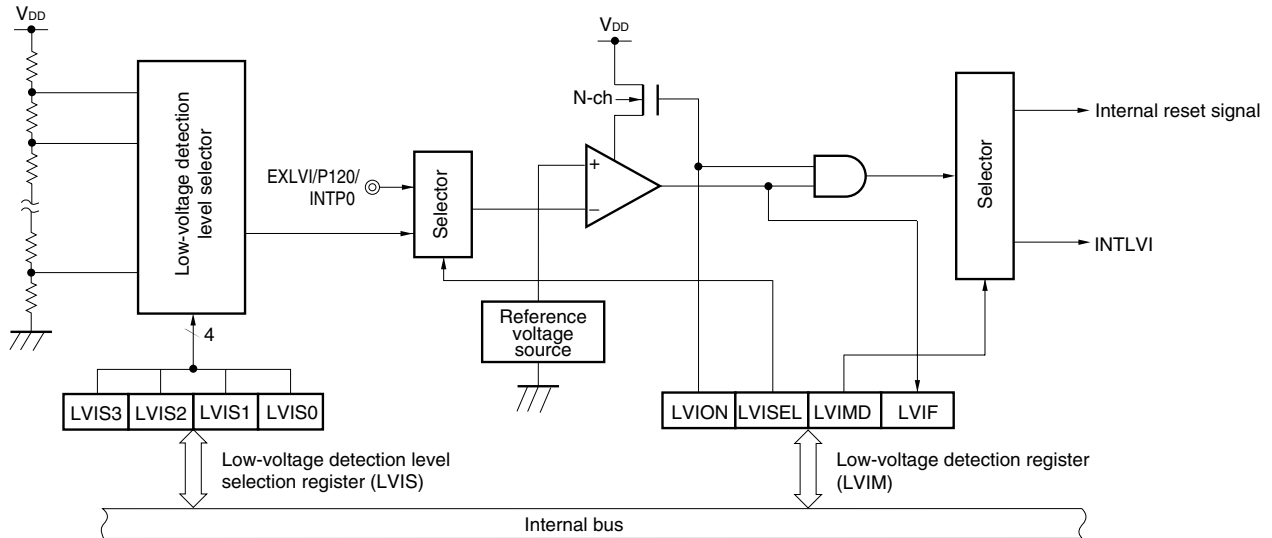 VDD
Low-voltage detection
level selector
4
LVIS3 LVIS2 LVIS1 LVIS0
Low-voltage detection level
selection register (LVIS)
EXLVI/P120/
INTP0
Selector
VDD
N-ch
+
−
Reference
voltage
source
Selector
Internal reset signal
INTLVI
LVION LVISEL LVIMD LVIF
Low-voltage detection register
(LVIM)
Internal bus